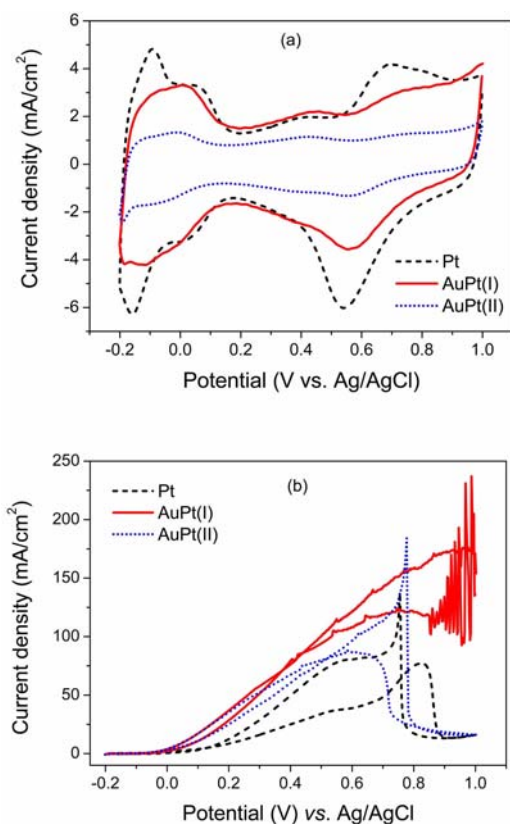 (a)
6
4
2
0
-2
-4
-6
Current density (mA/cm²)
Pt
AuPt(I)
AuPt(II)
-0.2 0.0 0.2 0.4 0.6 0.8 1.0
Potential (V vs. Ag/AgCl)
(b)
250
200
150
100
50
0
Current density (mA/cm²)
Pt
AuPt(I)
AuPt(II)
-0.2 0.0 0.2 0.4 0.6 0.8 1.0
Potential (V) vs. Ag/AgCl